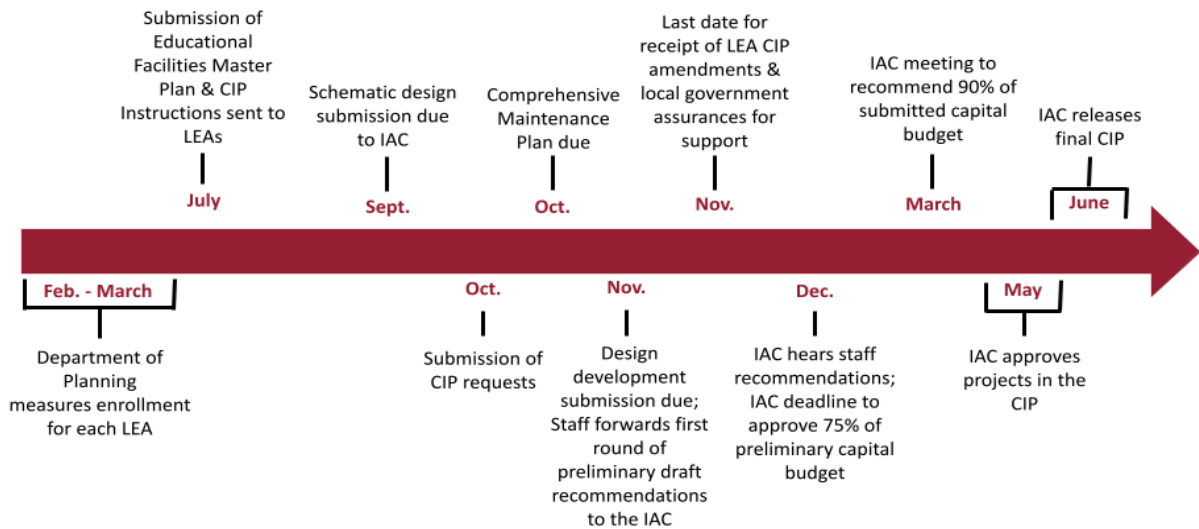 Submission of
Educational
Facilities Master
Plan & CIP
Instructions sent to
LEAs
July
Schematic design
submission due
to IAC
Sept.
Comprehensive
Maintenance
Plan due
Oct.
Last date for
receipt of LEA CIP
amendments &
local government
assurances for
support
Nov.
IAC meeting to
recommend 90% of
submitted capital
budget
March
IAC releases
final CIP
June
Feb. - March
Department of
Planning
measures enrollment
for each LEA
Oct.
Submission of
CIP requests
Nov.
Design
development
submission due;
Staff forwards first
round of
preliminary draft
recommendations
to the IAC
Dec.
IAC hears staff
recommendations;
IAC deadline to
approve 75% of
preliminary capital
budget
May
IAC approves
projects in the
CIP